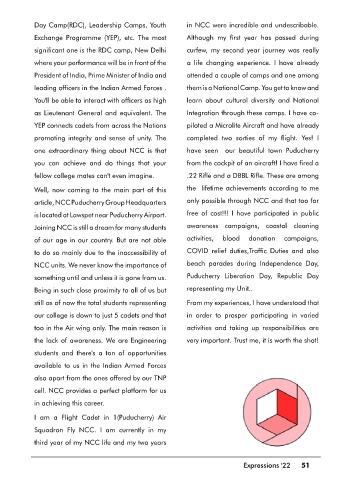 Day Camp(RDC), Leadership Camps, Youth
Exchange Programme (YEP), etc. The most
significant one is the RDC camp, New Delhi
where your performance will be in front of the
President of India, Prime Minister of India and
leading officers in the Indian Armed Forces .
You'll be able to interact with officers as high
as Lieutenant General and equivalent. The
YEP connects cadets from across the Nations
promoting integrity and sense of unity. The
one extraordinary thing about NCC is that
you can achieve and do things that your
fellow college mates can't even imagine.
Well, now coming to the main part of this
article, NCC Puducherry Group Headquarters
is located at Lawspet near Puducherry Airport.
Joining NCC is still a dream for many students
of our age in our country. But are not able
to do so mainly due to the inaccessibility of
NCC units. We never know the importance of
something until and unless it is gone from us.
Being in such close proximity to all of us but
still as of now the total students representing
our college is down to just 5 cadets and that
too in the Air wing only. The main reason is
the lack of awareness. We are Engineering
students and there's a ton of opportunities
available to us in the Indian Armed Forces
also apart from the ones offered by our TNP
cell. NCC provides a perfect platform for us
in achieving this career.
I am a Flight Cadet in 1(Puducherry) Air
Squadron Fly NCC. I am currently in my
third year of my NCC life and my two years
in NCC were incredible and undescribable.
Although my first year has passed during
curfew, my second year journey was really
a life changing experience. I have already
attended a couple of camps and one among
them is a National Camp. You get to know and
learn about cultural diversity and National
Integration through these camps. I have co-
piloted a Microlite Aircraft and have already
completed two sorties of my flight. Yes! I
have seen our beautiful town Puducherry
from the cockpit of an aircraft! I have fired a
.22 Rifle and a DBBL Rifle. These are among
the lifetime achievements according to me
only possible through NCC and that too for
free of cost!!! I have participated in public
awareness campaigns, coastal cleaning
activities, blood donation campaigns,
COVID relief duties,Traffic Duties and also
beach parades during Independence Day,
Puducherry Liberation Day, Republic Day
representing my Unit..
From my experiences, I have understood that
in order to prosper participating in varied
activities and taking up responsibilities are
very important. Trust me, it is worth the shot!
Expressions '22 51